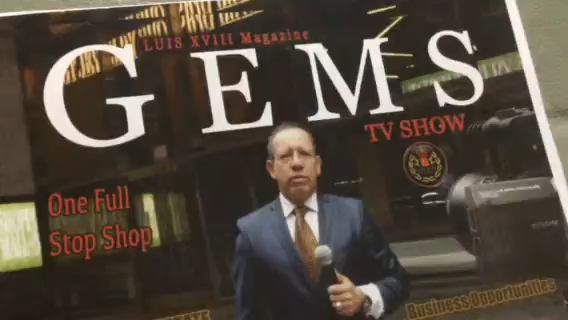 LUIS XVIII Magazine
GEMS
TV SHOW
One Full
Stop Shop
Business Opportunities